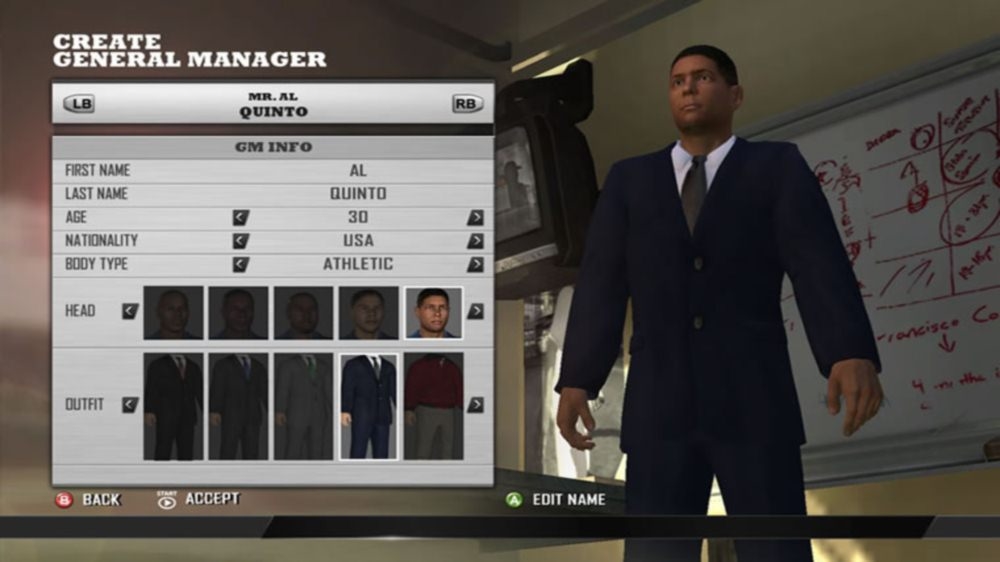 CREATE
GENERAL MANAGER
LB
MR. AL
QUINTO
RB
GM INFO
FIRST NAME AL
LAST NAME QUINTO
AGE 30
NATIONALITY USA
BODY TYPE ATHLETIC
HEAD
OUTFIT
B BACK
START ACCEPT
A EDIT NAME